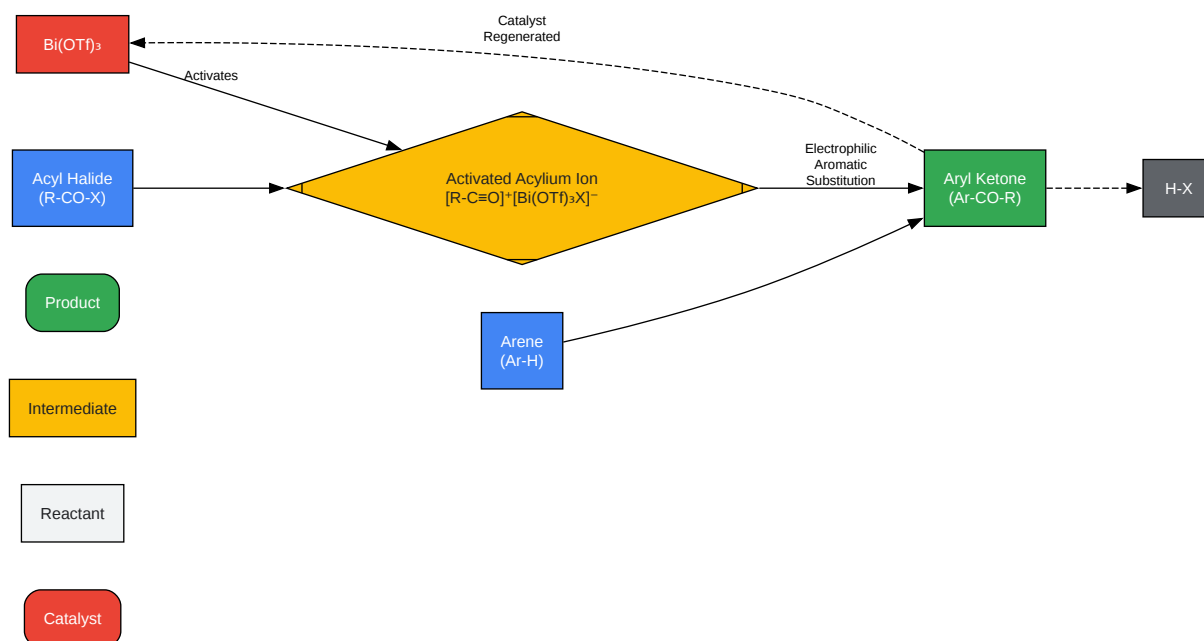 Bi(OTf)₃
Catalyst
Regenerated
Activates
Acyl Halide
(R-CO-X)
Activated Acylium Ion
[R-C≡O]⁺[Bi(OTf)₃X]⁻
Electrophilic
Aromatic
Substitution
Aryl Ketone
(Ar-CO-R)
H-X
Product
Arene
(Ar-H)
Intermediate
Reactant
Catalyst